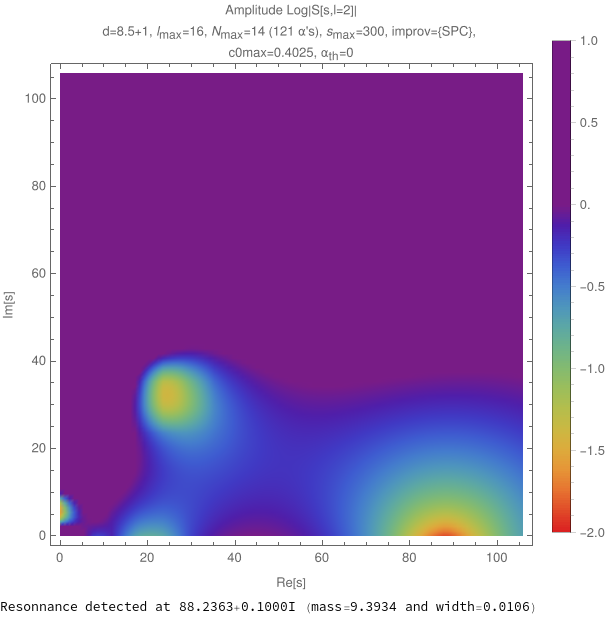 Amplitude Log|S[s,l=2]|
d=8.5+1, lmax=16, Nmax=14 (121 α's), smax=300, improv={SPC},
c0max=0.4025, αth=0
1.0
0.5
0.
−0.5
−1.0
−1.5
−2.0
100
80
60
40
20
0
Im[s]
0 20 40 60 80 100
Re[s]
Resonnance detected at 88.2363+0.1000I (mass=9.3934 and width=0.0106)